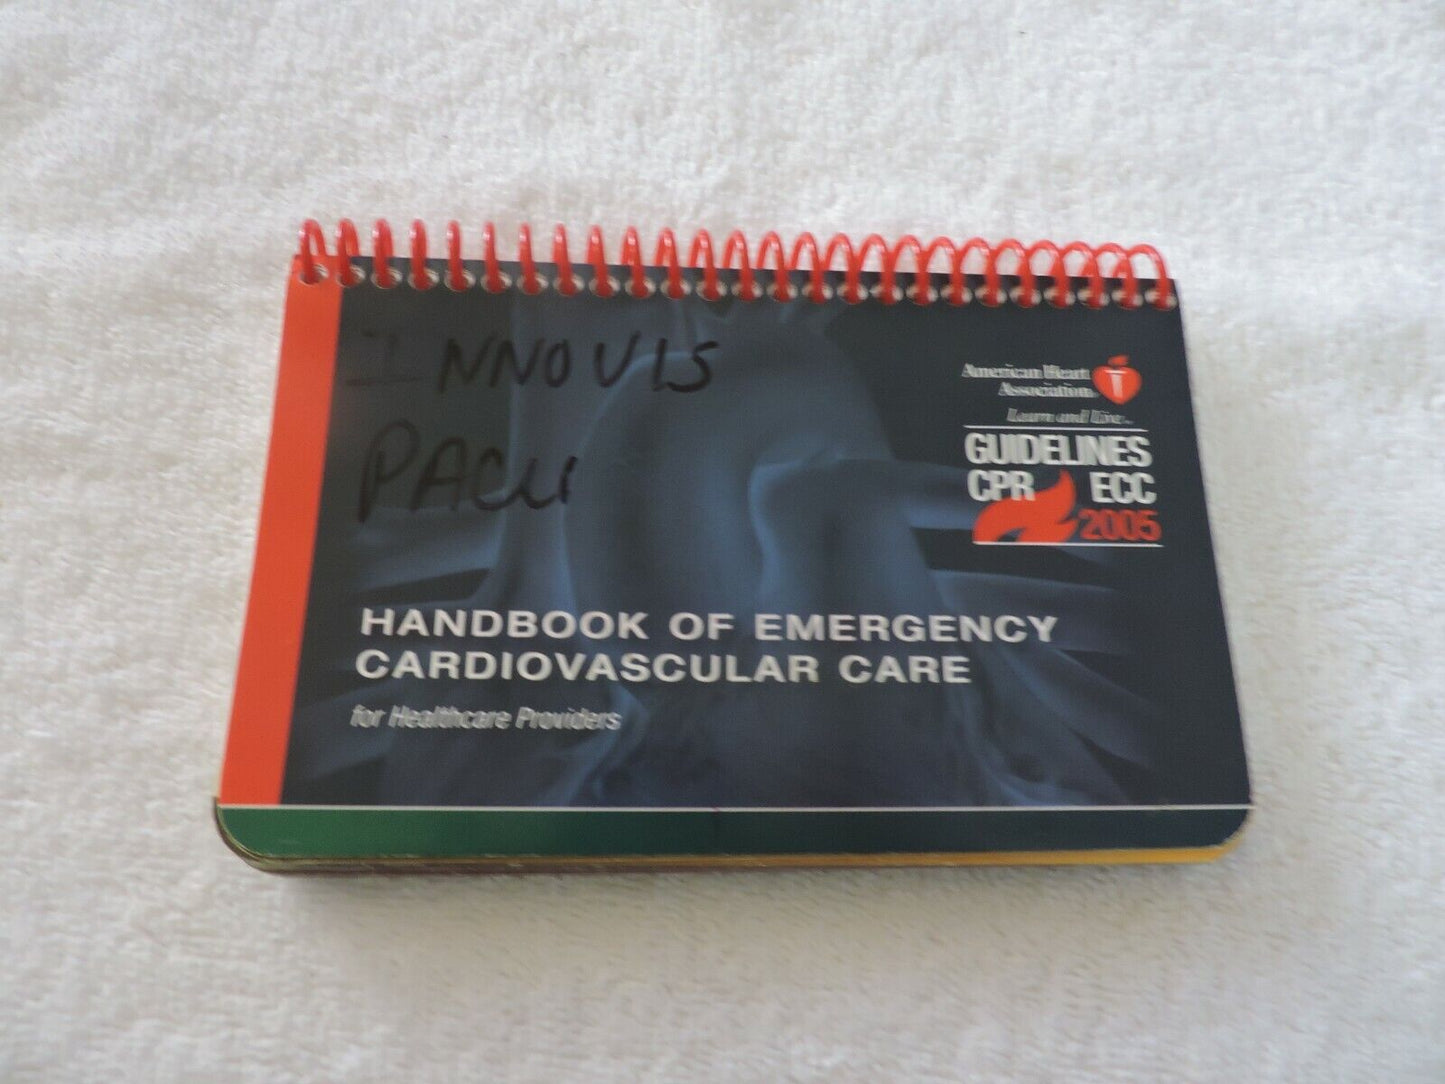 INNOVIS
PACU
American Heart
Association®
Learn and Live™
GUIDELINES
CPR ECC
2005
HANDBOOK OF EMERGENCY
CARDIOVASCULAR CARE
for Healthcare Providers